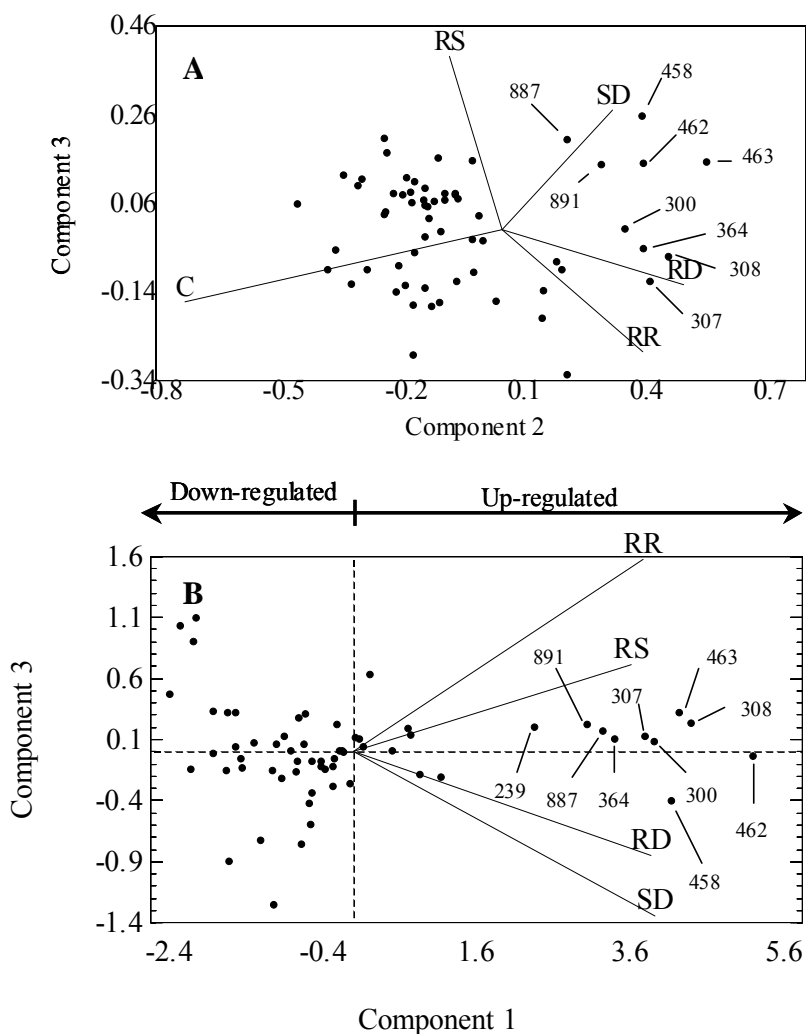 0.46
A
RS
458
887
SD
0.26
462
463
Component 3
891
0.06
300
364
308
RD
C
-0.14
307
RR
-0.34
-0.8 -0.5 -0.2 0.1 0.4 0.7
Component 2
Down-regulated Up-regulated
1.6
RR
B
1.1
RS
891 463
0.6
307
308
Component 3
0.1
239
887 364 300
462
-0.4
RD
458
-0.9
SD
-1.4
-2.4 -0.4 1.6 3.6 5.6
Component 1